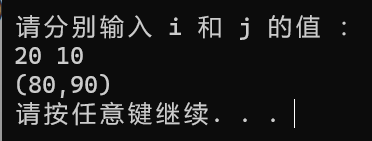 请分别输入 i 和 j 的值 :
20 10
(80,90)
请按任意键继续. . .